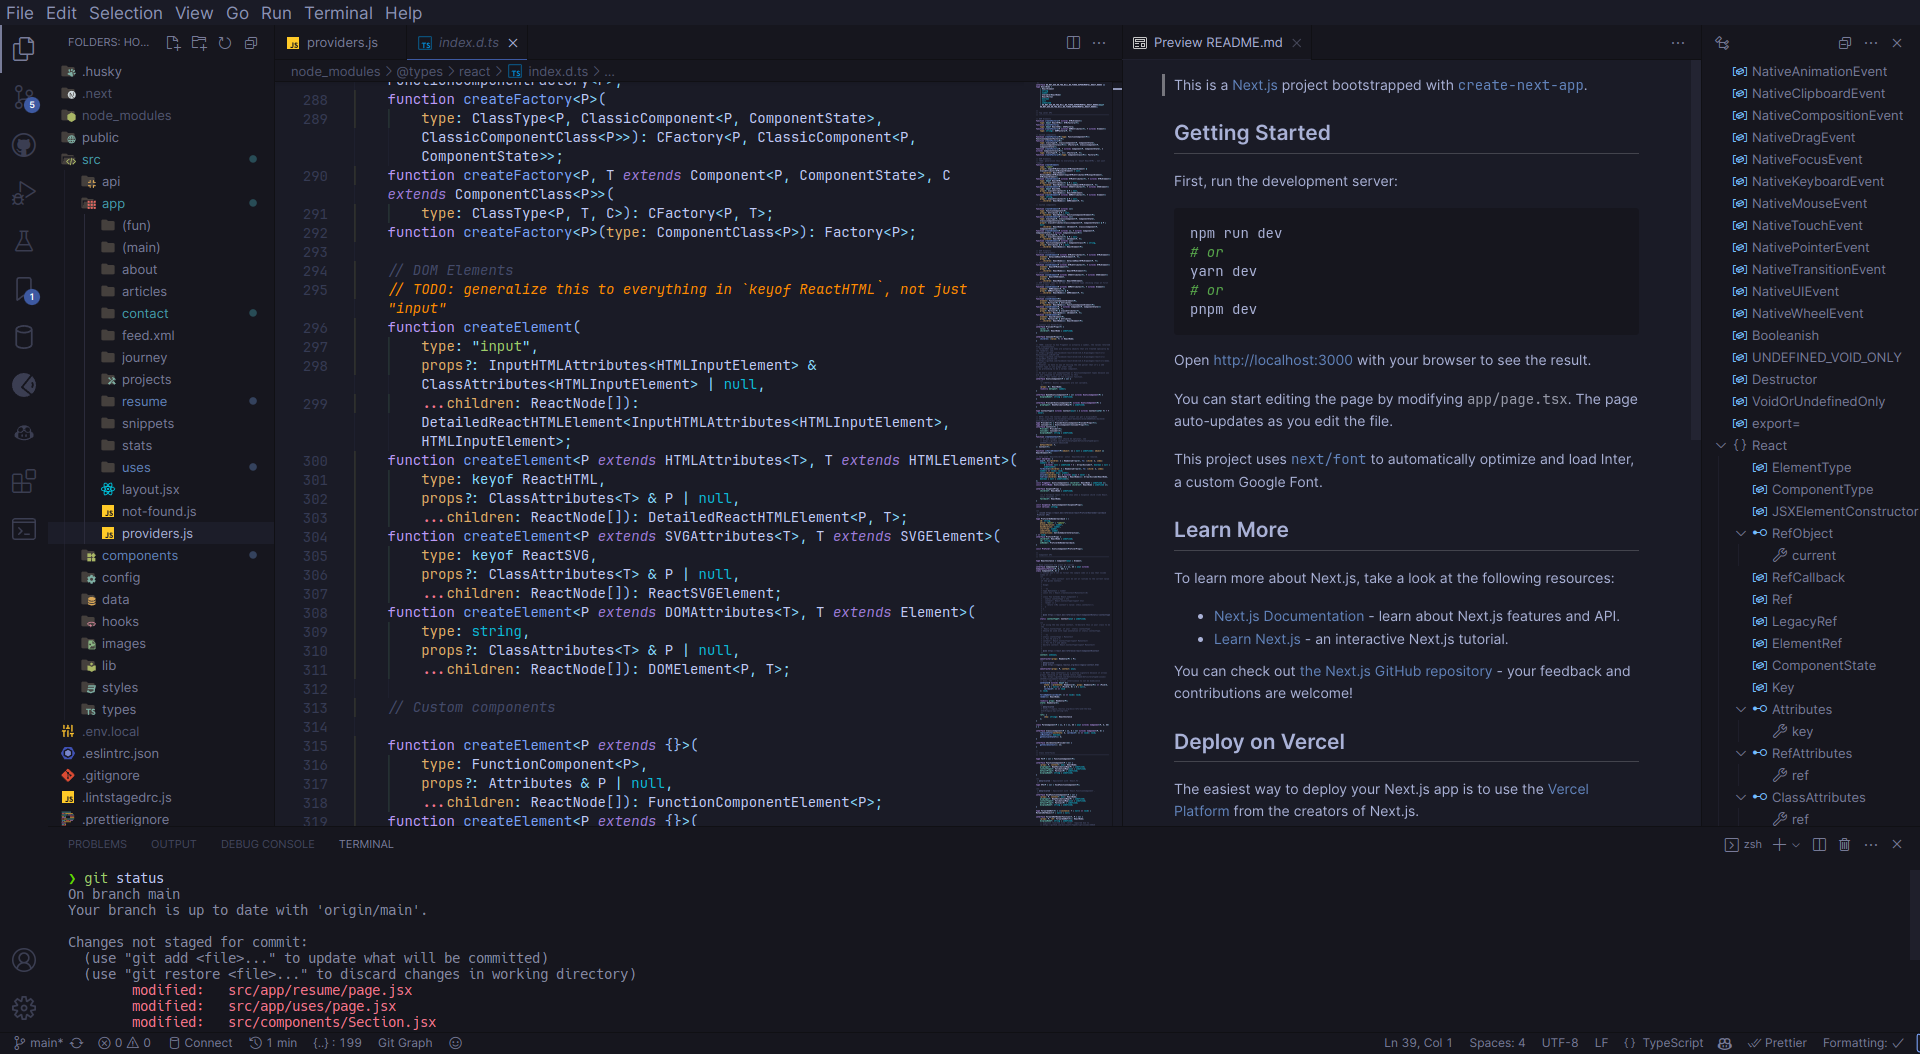 File Edit Selection View Go Run Terminal Help
FOLDERS: HO...
.husky
.next
node_modules
public
src
api
app
(fun)
(main)
about
articles
contact
feed.xml
journey
projects
resume
snippets
stats
uses
layout.jsx
not-found.js
providers.js
components
config
data
hooks
images
lib
styles
types
.env.local
.eslintrc.json
.gitignore
.lintstagedrc.js
.prettierignore
5
1
providers.js
index.d.ts
node_modules > @types > react > TS index.d.ts > ...
288 function createFactory<P>(
289 type: ClassType<P, ClassicComponent<P, ComponentState>,
ClassicComponentClass<P>>): CFactory<P, ClassicComponent<P,
ComponentState>>;
290 function createFactory<P, T extends Component<P, ComponentState>, C
extends ComponentClass<P>>(
291 type: ClassType<P, T, C>): CFactory<P, T>;
292 function createFactory<P>(type: ComponentClass<P>): Factory<P>;
293
294 // DOM Elements
295 // TODO: generalize this to everything in `keyof ReactHTML`, not just
"input"
296 function createElement(
297 type: "input",
298 props?: InputHTMLAttributes<HTMLInputElement> &
ClassAttributes<HTMLInputElement> | null,
299 ...children: ReactNode[]):
DetailedReactHTMLElement<InputHTMLAttributes<HTMLInputElement>,
HTMLInputElement>;
300 function createElement<P extends HTMLAttributes<T>, T extends HTMLElement>(
301 type: keyof ReactHTML,
302 props?: ClassAttributes<T> & P | null,
303 ...children: ReactNode[]): DetailedReactHTMLElement<P, T>;
304 function createElement<P extends SVGAttributes<T>, T extends SVGElement>(
305 type: keyof ReactSVG,
306 props?: ClassAttributes<T> & P | null,
307 ...children: ReactNode[]): ReactSVGElement;
308 function createElement<P extends DOMAttributes<T>, T extends Element>(
309 type: string,
310 props?: ClassAttributes<T> & P | null,
311 ...children: ReactNode[]): DOMElement<P, T>;
312
313 // Custom components
314
315 function createElement<P extends {}>(
316 type: FunctionComponent<P>,
317 props?: Attributes & P | null,
318 ...children: ReactNode[]): FunctionComponentElement<P>;
319 function createElement<P extends {}>(
Preview README.md
This is a Next.js project bootstrapped with create-next-app.
Getting Started
First, run the development server:
npm run dev
# or
yarn dev
# or
pnpm dev
Open http://localhost:3000 with your browser to see the result.
You can start editing the page by modifying app/page.tsx. The page
auto-updates as you edit the file.
This project uses next/font to automatically optimize and load Inter,
a custom Google Font.
Learn More
To learn more about Next.js, take a look at the following resources:
• Next.js Documentation - learn about Next.js features and API.
• Learn Next.js - an interactive Next.js tutorial.
You can check out the Next.js GitHub repository - your feedback and
contributions are welcome!
Deploy on Vercel
The easiest way to deploy your Next.js app is to use the Vercel
Platform from the creators of Next.js.
NativeAnimationEvent
NativeClipboardEvent
NativeCompositionEvent
NativeDragEvent
NativeFocusEvent
NativeKeyboardEvent
NativeMouseEvent
NativeTouchEvent
NativePointerEvent
NativeTransitionEvent
NativeUIEvent
NativeWheelEvent
Booleanish
UNDEFINED_VOID_ONLY
Destructor
VoidOrUndefinedOnly
export=
{} React
ElementType
ComponentType
JSXElementConstructor
RefObject
current
RefCallback
Ref
LegacyRef
ElementRef
ComponentState
Key
Attributes
key
RefAttributes
ref
ClassAttributes
ref
PROBLEMS OUTPUT DEBUG CONSOLE TERMINAL
zsh
❯ git status
On branch main
Your branch is up to date with 'origin/main'.
Changes not staged for commit:
(use "git add <file>..." to update what will be committed)
(use "git restore <file>..." to discard changes in working directory)
modified: src/app/resume/page.jsx
modified: src/app/uses/page.jsx
modified: src/components/Section.jsx
main* 0 0 Connect 1 min {..} : 199 Git Graph
Ln 39, Col 1 Spaces: 4 UTF-8 LF {} TypeScript Prettier Formatting: ✓